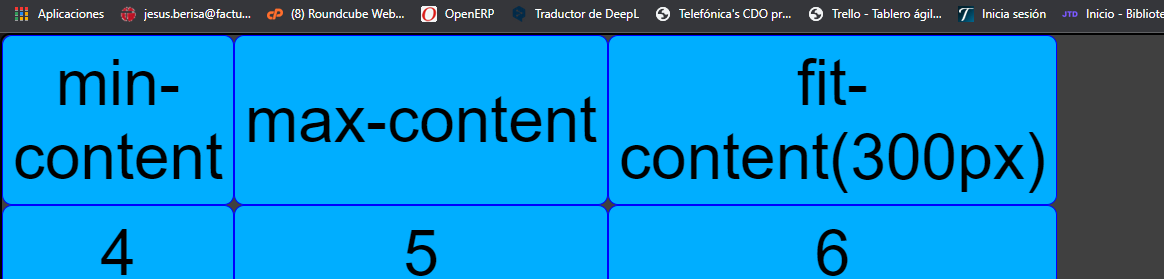 Aplicaciones
jesus.berisa@factu...
(8) Roundcube Web...
OpenERP
Traductor de DeepL
Telefónica's CDO pr...
Trello - Tablero ágil...
Inicia sesión
JTD
Inicio - Bibliote
min-
content
max-content
fit-
content(300px)
4
5
6